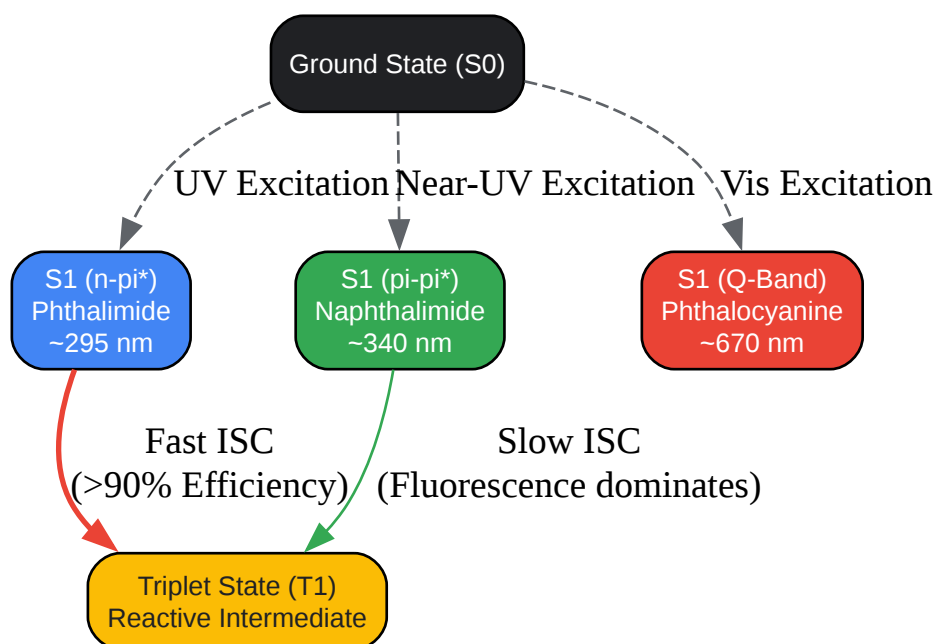 Ground State (S0)
UV Excitation
Near-UV Excitation
Vis Excitation
S1 (n-pi*)
Phthalimide
~295 nm
S1 (pi-pi*)
Naphthalimide
~340 nm
S1 (Q-Band)
Phthalocyanine
~670 nm
Fast ISC
(>90% Efficiency)
Slow ISC
(Fluorescence dominates)
Triplet State (T1)
Reactive Intermediate